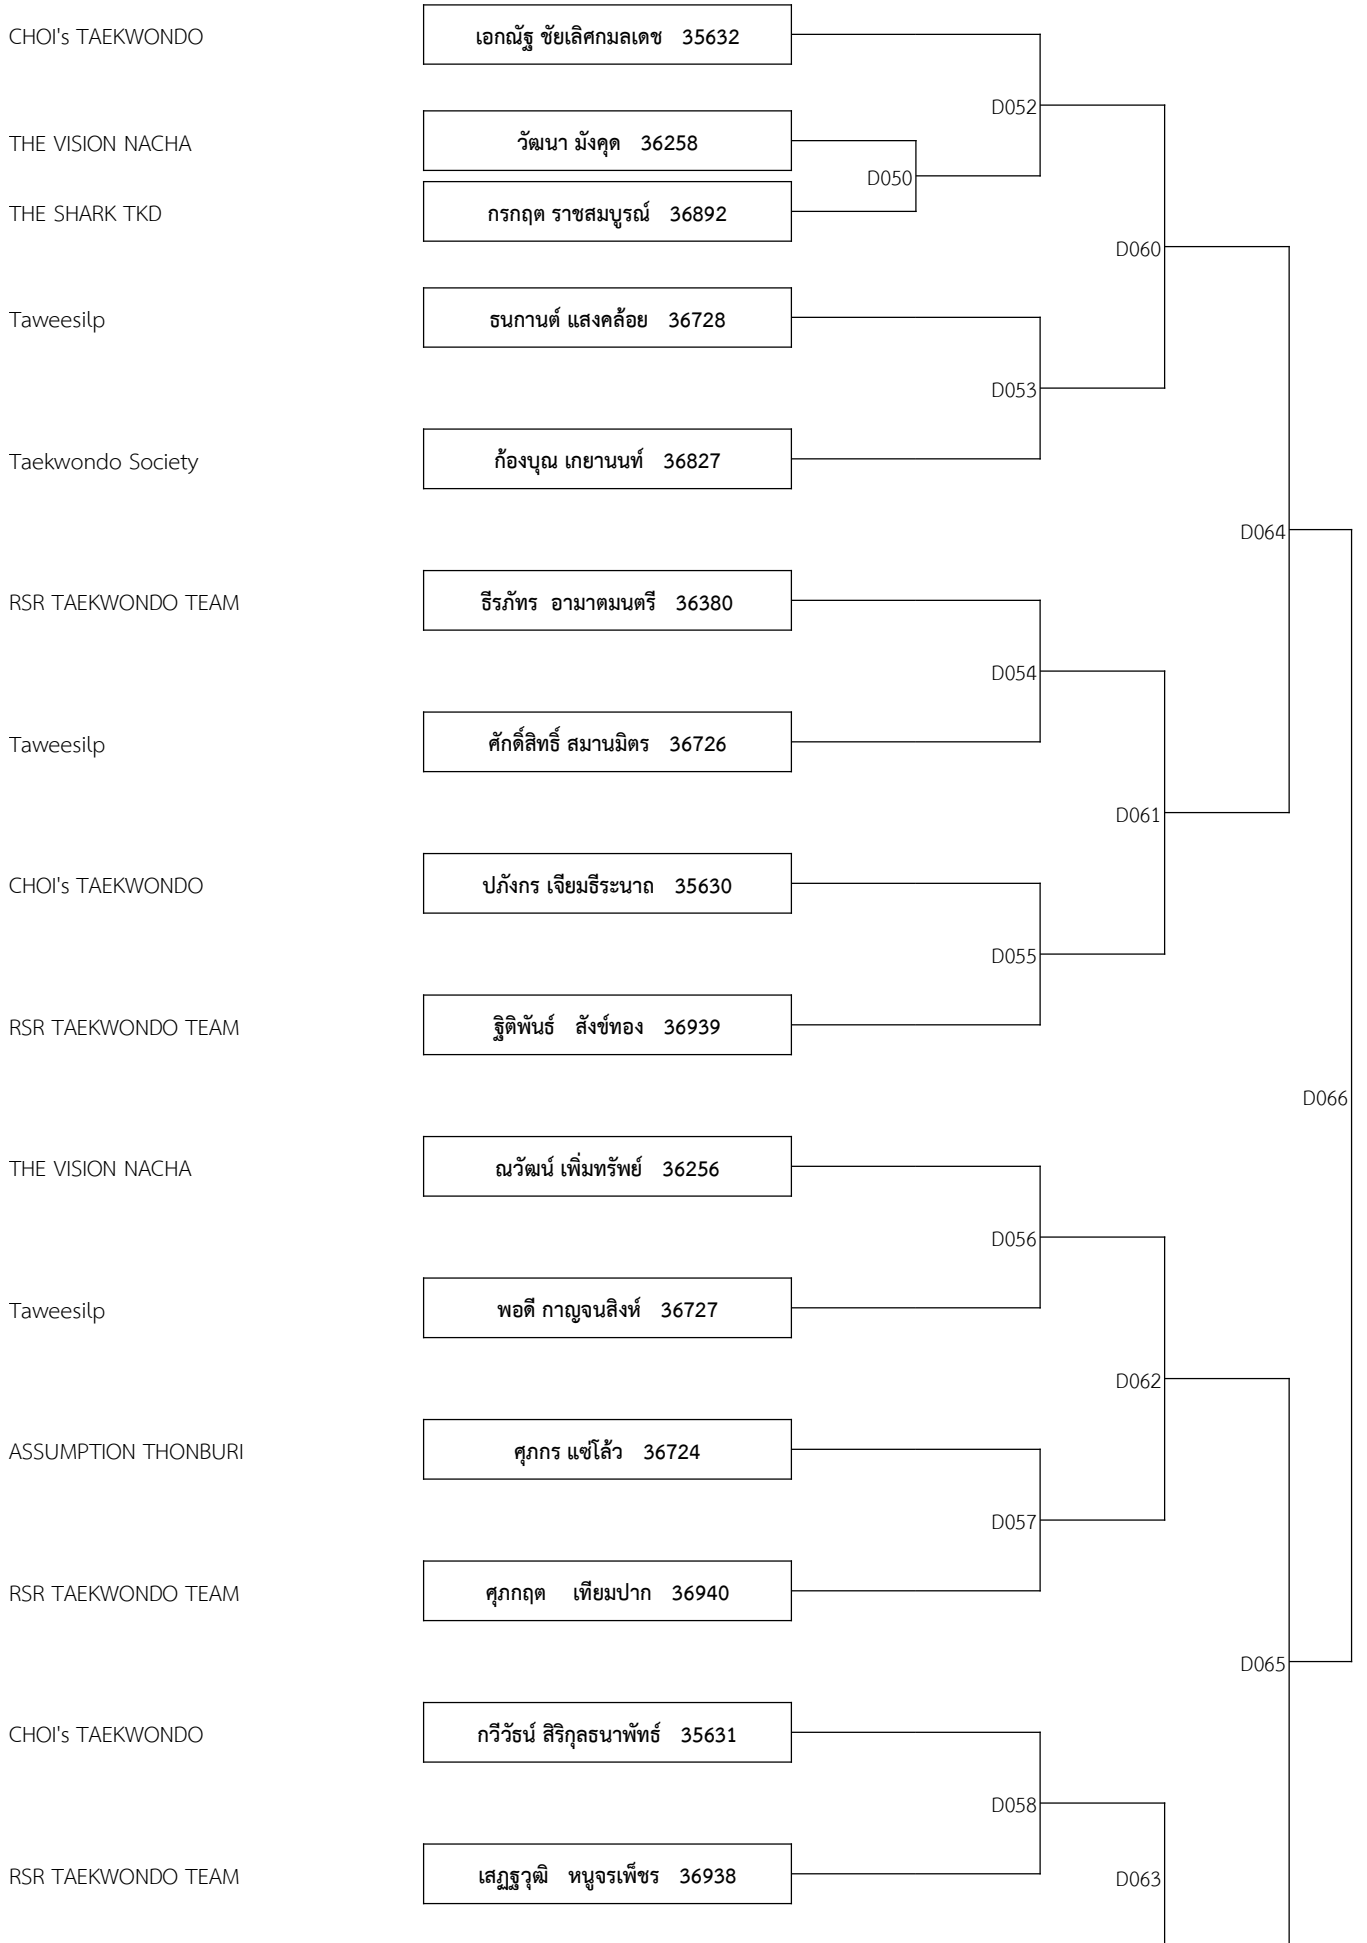 CHOI's TAEKWONDO เอกณัฐ ชัยเลิศกมลเดช 35632
D052
THE VISION NACHA วัฒนา มังคุด 36258
D050
THE SHARK TKD กรกฤต ราชสมบูรณ์ 36892
D060
Taweesilp ธนกานต์ แสงคล้อย 36728
D053
Taekwondo Society ก้องบุณ เกยานนท์ 36827
D064
RSR TAEKWONDO TEAM ธีรภัทร อามาตมนตรี 36380
D054
Taweesilp ศักดิ์สิทธิ์ สมานมิตร 36726
D061
CHOI's TAEKWONDO ปภังกร เจียมธีระนาถ 35630
D055
RSR TAEKWONDO TEAM ฐิติพันธ์ สังข์ทอง 36939
D066
THE VISION NACHA ณวัฒน์ เพิ่มทรัพย์ 36256
D056
Taweesilp พอดี กาญจนสิงห์ 36727
D062
ASSUMPTION THONBURI ศุภกร แซ่โล้ว 36724
D057
RSR TAEKWONDO TEAM ศุภกฤต เทียมปาก 36940
D065
CHOI's TAEKWONDO กวีวัธน์ สิริกุลธนาพัทธ์ 35631
D058
RSR TAEKWONDO TEAM เสฏฐวุฒิ หนูจรเพ็ชร 36938
D063